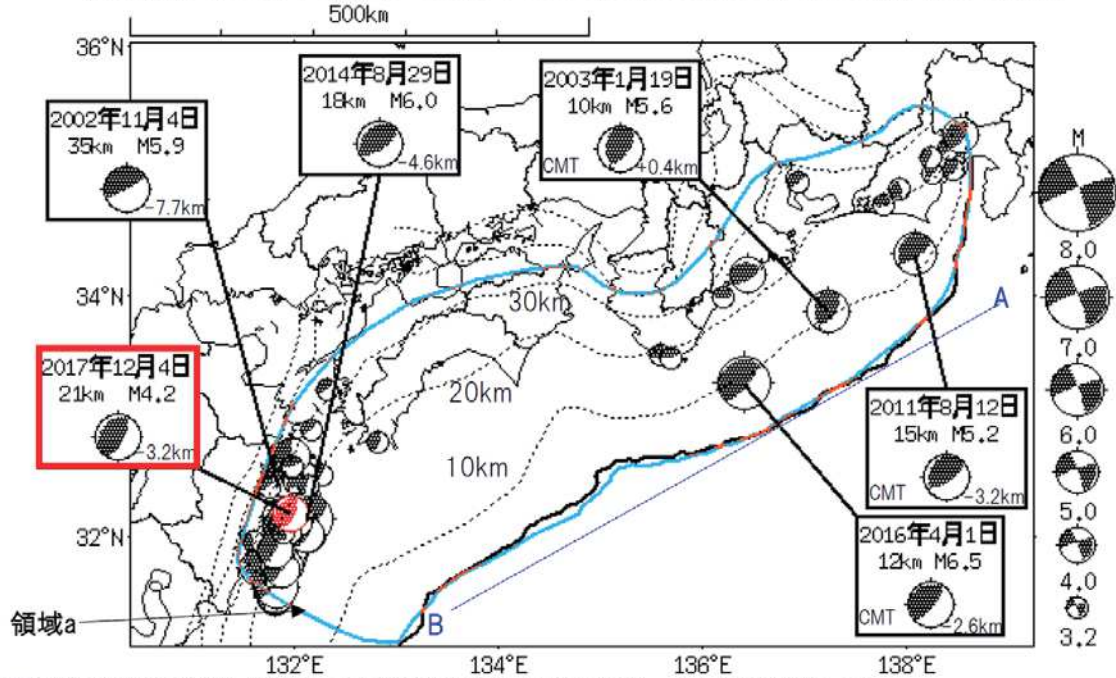 500km
36°N
2014年8月29日
18km M6.0
-4.6km
2003年1月19日
10km M5.6
CMT
+0.4km
2002年11月4日
35km M5.9
-7.7km
M
8.0
34°N
30km
A
7.0
2017年12月4日
21km M4.2
-3.2km
20km
2011年8月12日
15km M5.2
CMT
-3.2km
6.0
10km
5.0
32°N
2016年4月1日
12km M6.5
CMT
-2.6km
4.0
領域a
B
3.2
132°E
134°E
136°E
138°E